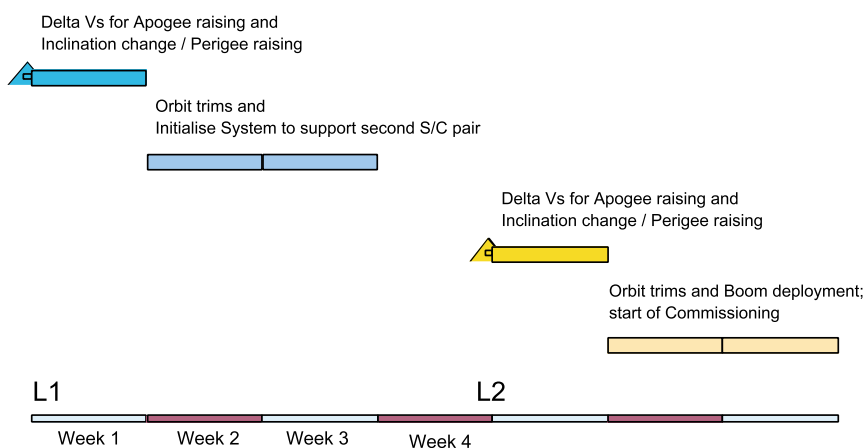 Delta Vs for Apogee raising and
Inclination change / Perigee raising
Orbit trims and
Initialise System to support second S/C pair
Delta Vs for Apogee raising and
Inclination change / Perigee raising
Orbit trims and Boom deployment;
start of Commissioning
L1
L2
Week 1
Week 2
Week 3
Week 4